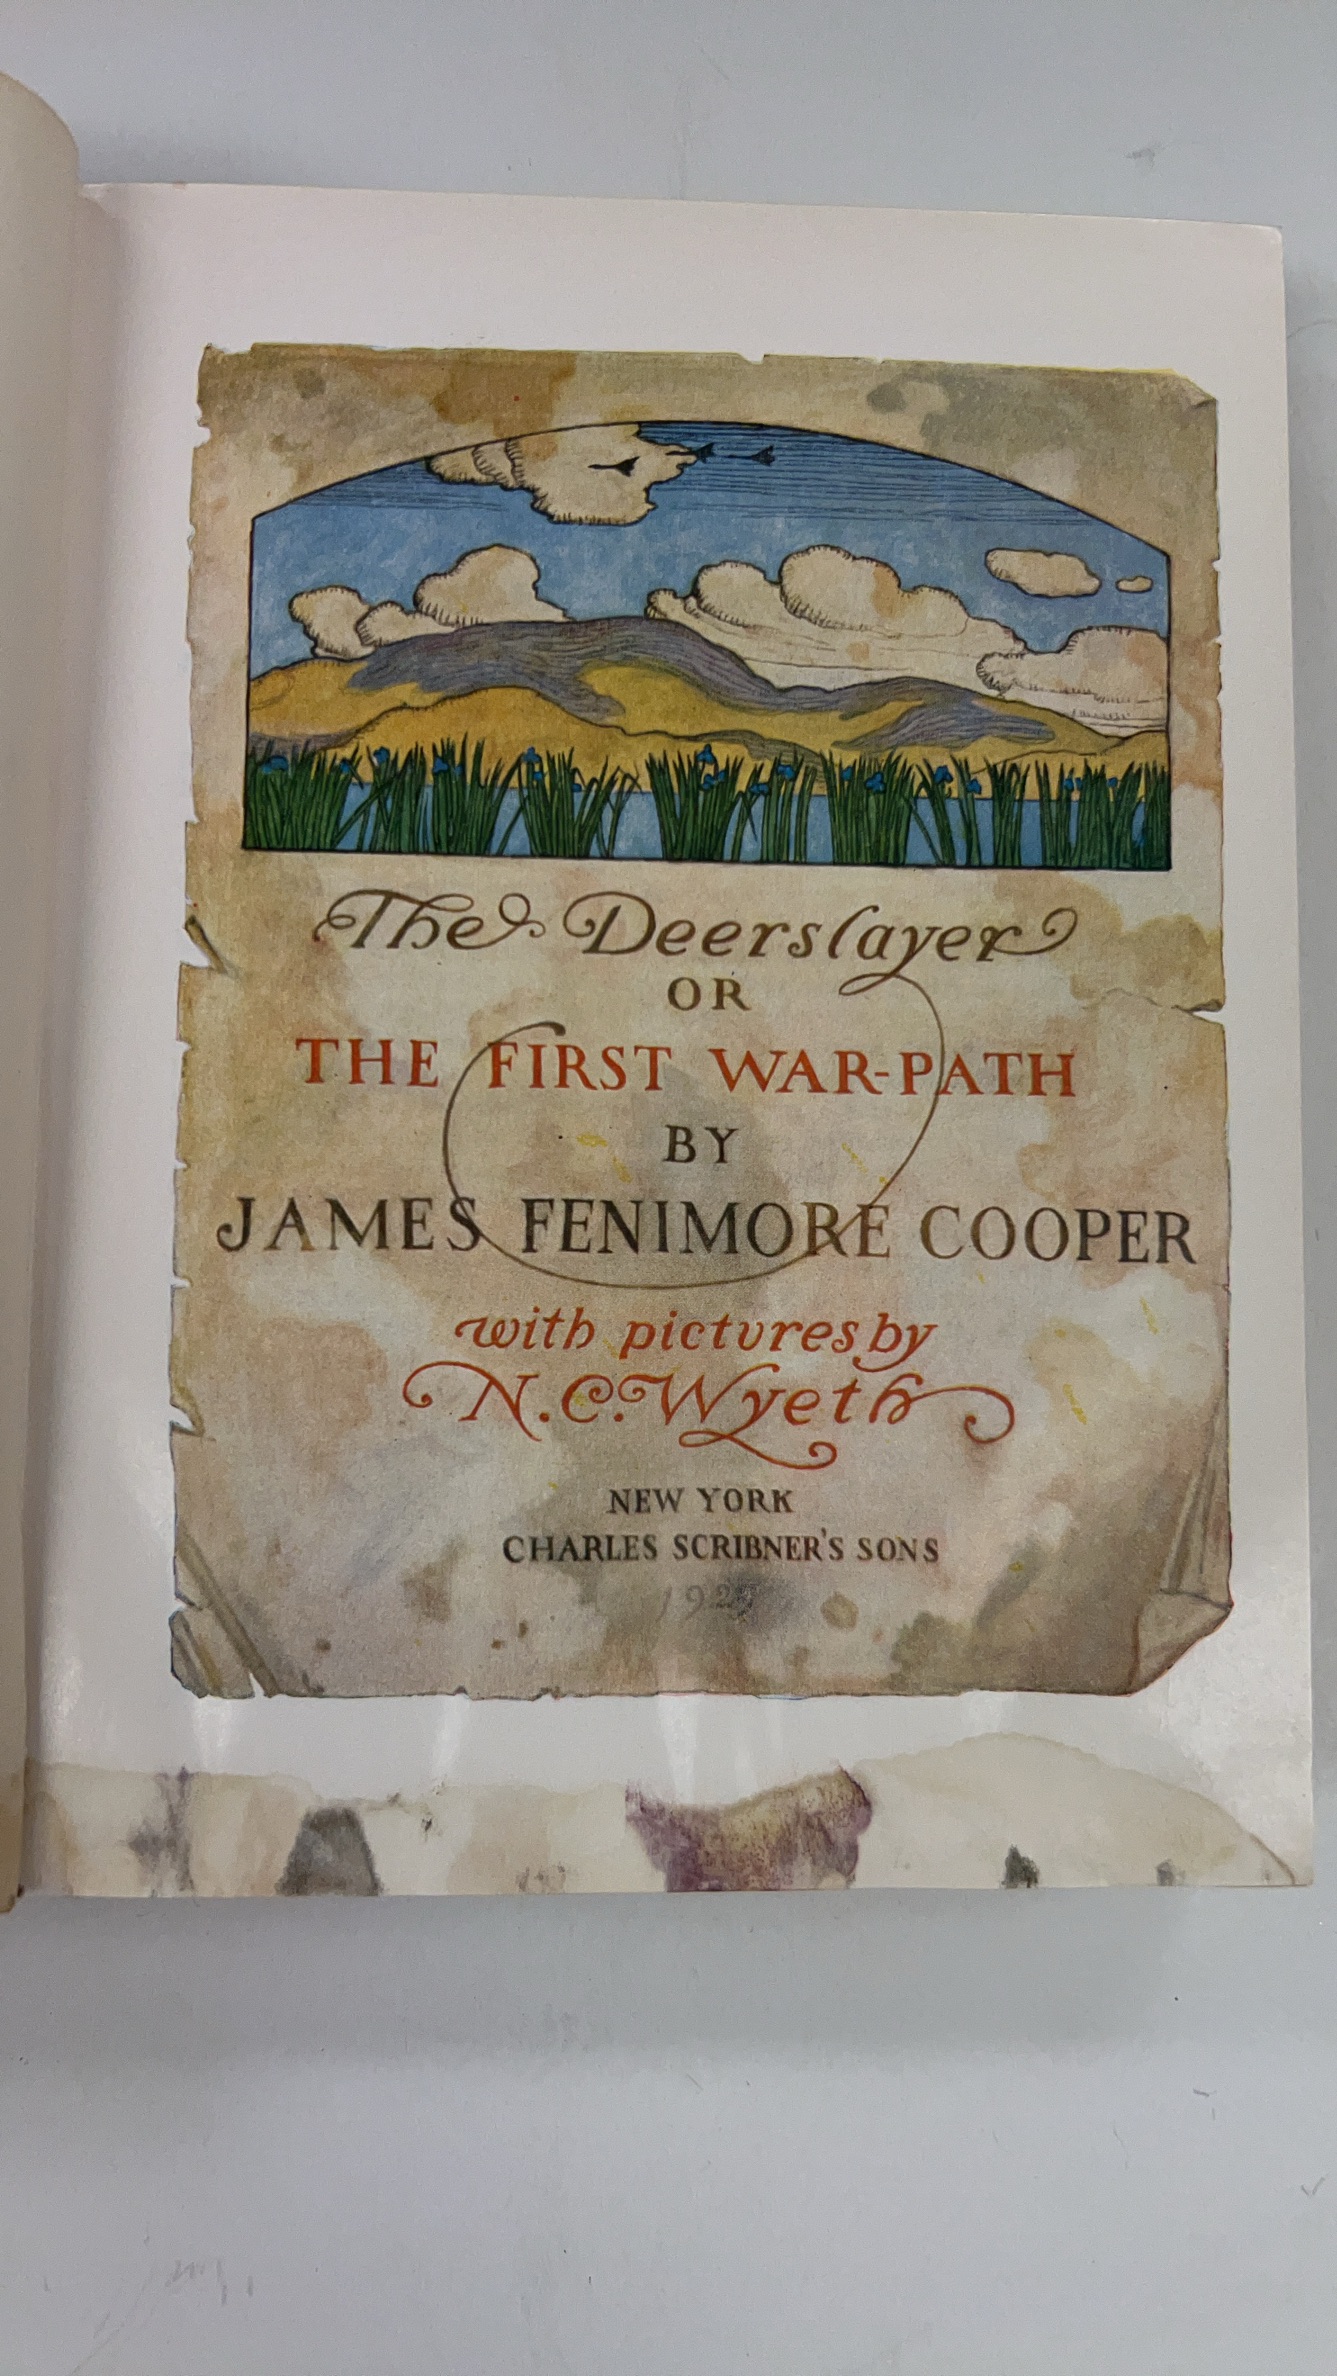 The Deerslayer
OR
THE FIRST WAR-PATH
BY
JAMES FENIMORE COOPER
with pictures by
N.C. Wyeth
NEW YORK
CHARLES SCRIBNER'S SONS